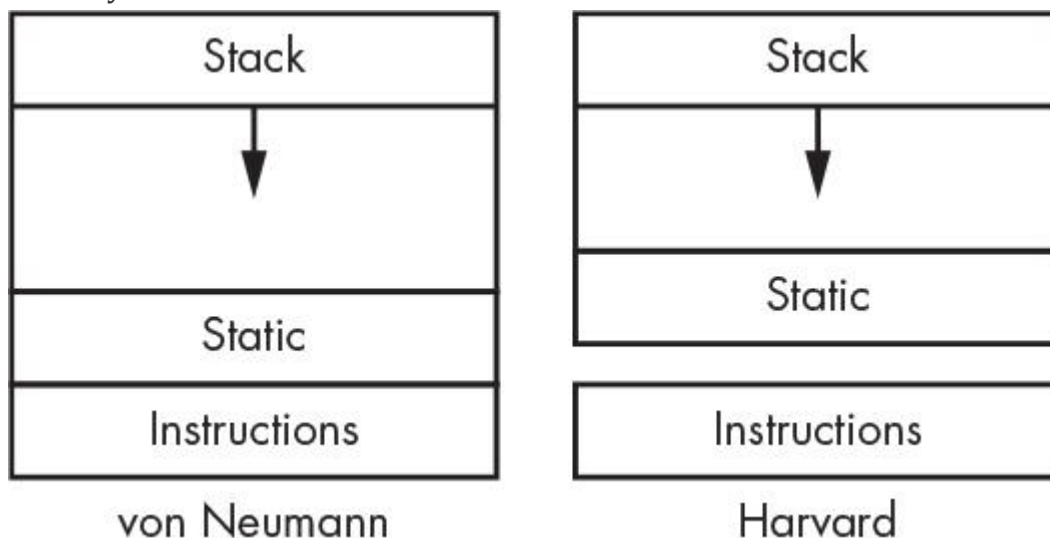 Stack
Static
Instructions
von Neumann
Stack
Static
Instructions
Harvard